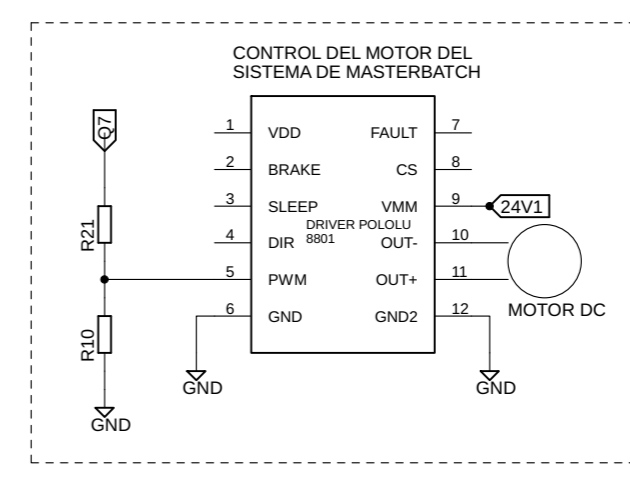 CONTROL DEL MOTOR DEL
SISTEMA DE MASTERBATCH
Q7
R21
R10
GND
1 VDD FAULT 7
2 BRAKE CS 8
3 SLEEP VMM 9 24V1
DRIVER POLOLU
8801
4 DIR OUT- 10
5 PWM OUT+ 11
MOTOR DC
6 GND GND2 12
GND
GND